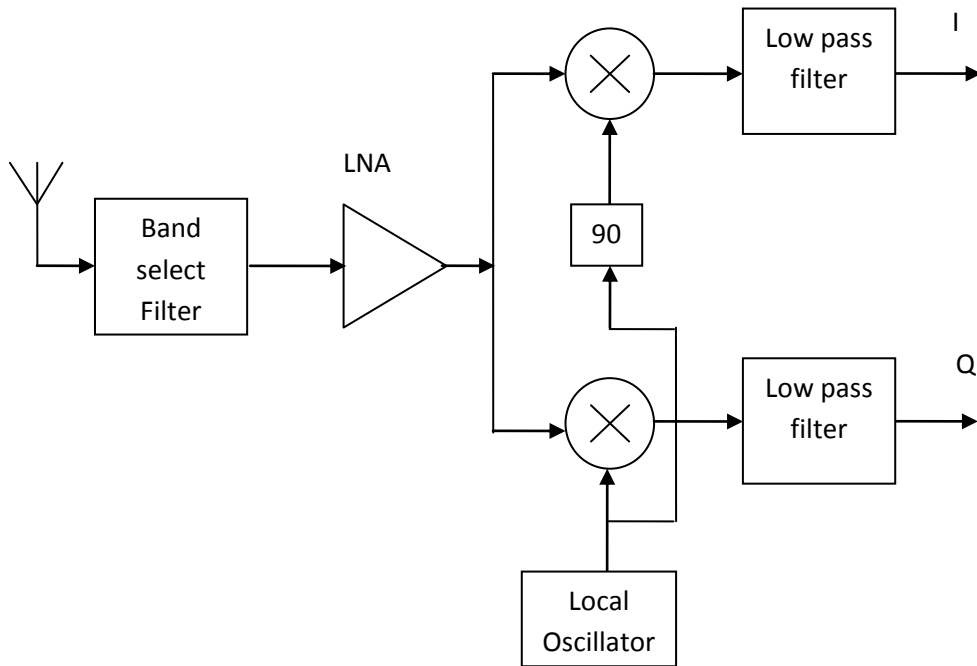 I
Low pass
filter
LNA
Band
select
Filter
90
Q
Low pass
filter
Local
Oscillator